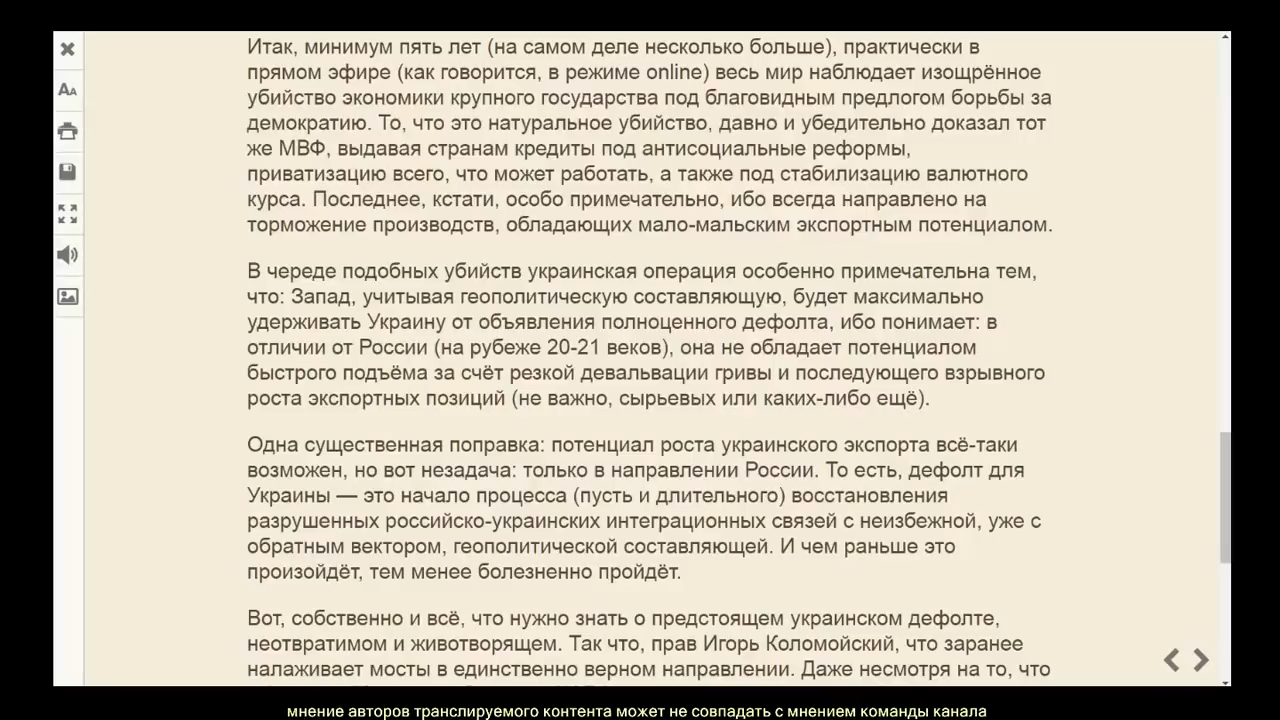 Итак, минимум пять лет (на самом деле несколько больше), практически в
прямом эфире (как говорится, в режиме online) весь мир наблюдает изощрённое
убийство экономики крупного государства под благовидным предлогом борьбы за
демократию. То, что это натуральное убийство, давно и убедительно доказал тот
же МВФ, выдавая странам кредиты под антисоциальные реформы,
приватизацию всего, что может работать, а также под стабилизацию валютного
курса. Последнее, кстати, особо примечательно, ибо всегда направлено на
торможение производств, обладающих мало-мальским экспортным потенциалом.
В череде подобных убийств украинская операция особенно примечательна тем,
что: Запад, учитывая геополитическую составляющую, будет максимально
удерживать Украину от объявления полноценного дефолта, ибо понимает: в
отличии от России (на рубеже 20-21 веков), она не обладает потенциалом
быстрого подъёма за счёт резкой девальвации гривы и последующего взрывного
роста экспортных позиций (не важно, сырьевых или каких-либо ещё).
Одна существенная поправка: потенциал роста украинского экспорта всё-таки
возможен, но вот незадача: только в направлении России. То есть, дефолт для
Украины — это начало процесса (пусть и длительного) восстановления
разрушенных российско-украинских интеграционных связей с неизбежной, уже с
обратным вектором, геополитической составляющей. И чем раньше это
произойдёт, тем менее болезненно пройдёт.
Вот, собственно и всё, что нужно знать о предстоящем украинском дефолте,
неотвратимом и животворящем. Так что, прав Игорь Коломойский, что заранее
налаживает мосты в единственно верном направлении. Даже несмотря на то, что
мнение авторов транслируемого контента может не совпадать с мнением команды канала